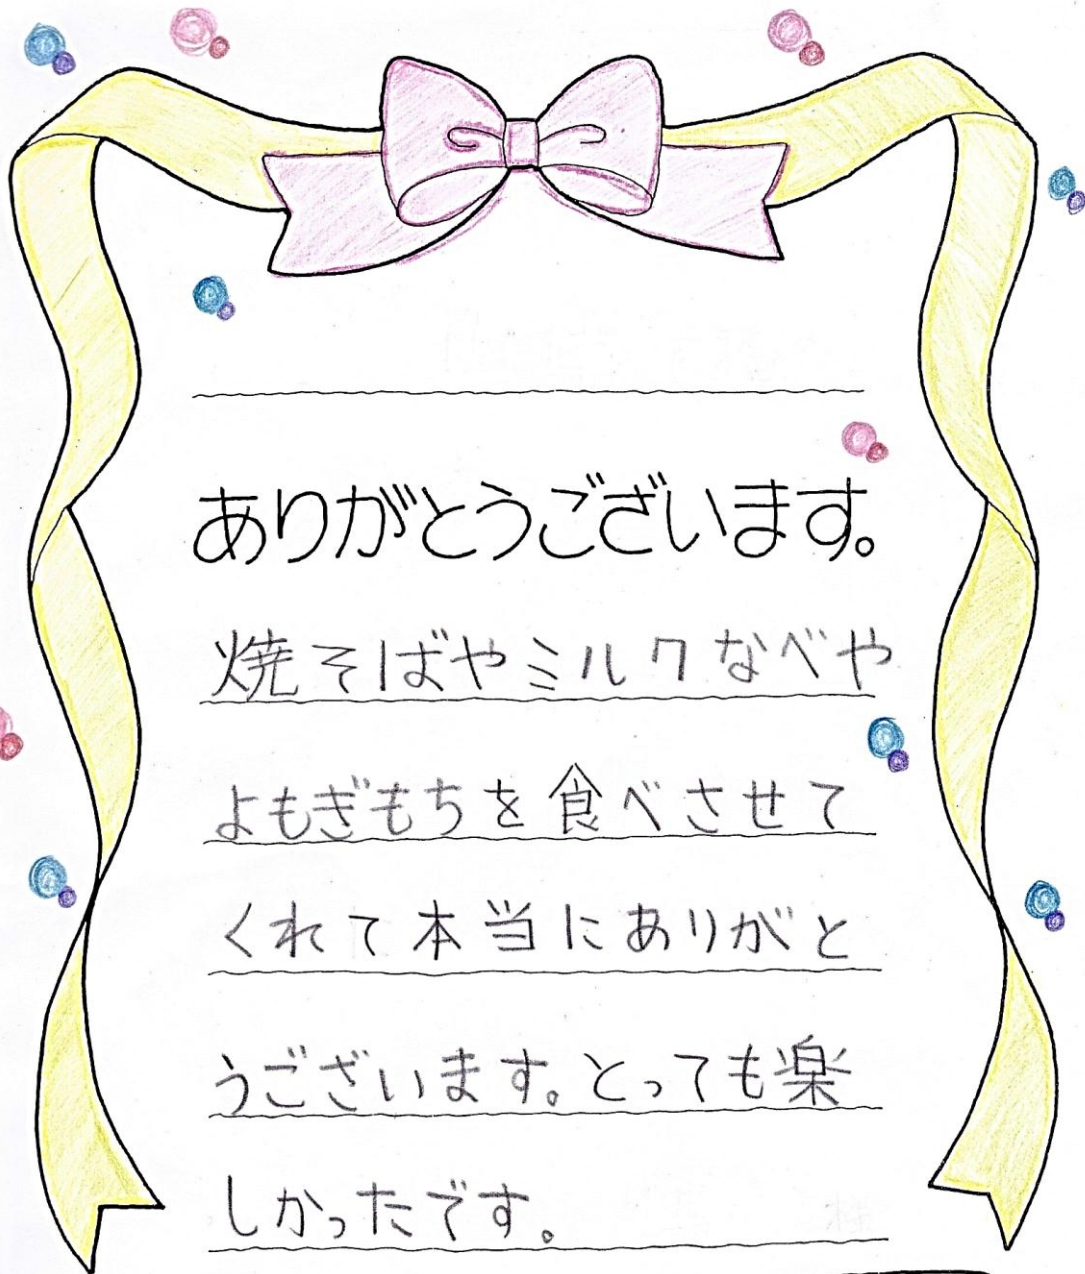 ありがとうございます。
焼そばやミルクなべや
よもぎもちを食べさせて
くれて本当にありがと
うございます。とっても楽
しかったです。